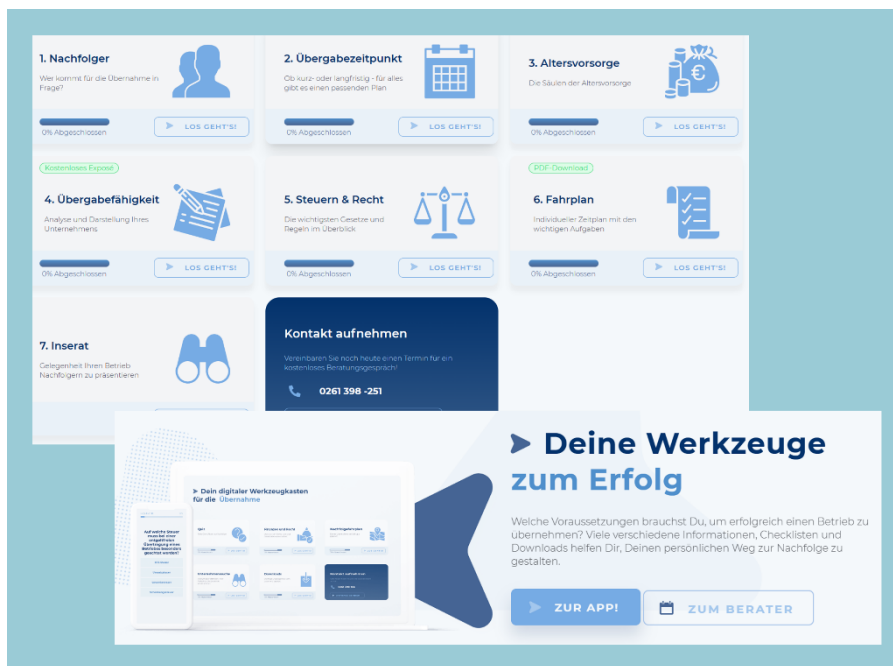 1. Nachfolger
Wer kommt für die Übernahme in
Frage?
0% Abgeschlossen
LOS GEHT'S!
2. Übergabezeitpunkt
Ob kurz- oder langfristig - für alles
gibt es einen passenden Plan
0% Abgeschlossen
LOS GEHT'S!
3. Altersvorsorge
Die Säulen der Altersvorsorge
0% Abgeschlossen
LOS GEHT'S!
Kostenloses Exposé
4. Übergabefähigkeit
Analyse und Darstellung Ihres
Unternehmens
0% Abgeschlossen
LOS GEHT'S!
5. Steuern & Recht
Die wichtigsten Gesetze und
Regeln im Überblick
0% Abgeschlossen
LOS GEHT'S!
PDF-Download
6. Fahrplan
Individueller Zeitplan mit den
wichtigen Aufgaben
0% Abgeschlossen
LOS GEHT'S!
7. Inserat
Gelegenheit Ihren Betrieb
Nachfolgern zu präsentieren
Kontakt aufnehmen
Vereinbaren Sie noch heute einen Termin für ein
kostenloses Beratungsgespräch!
0261 398 -251
Dein digitaler Werkzeugkasten
für die Übernahme
Deine Werkzeuge
zum Erfolg
Welche Voraussetzungen brauchst Du, um erfolgreich einen Betrieb zu
übernehmen? Viele verschiedene Informationen, Checklisten und
Downloads helfen Dir, Deinen persönlichen Weg zur Nachfolge zu
gestalten.
ZUR APP!
ZUM BERATER